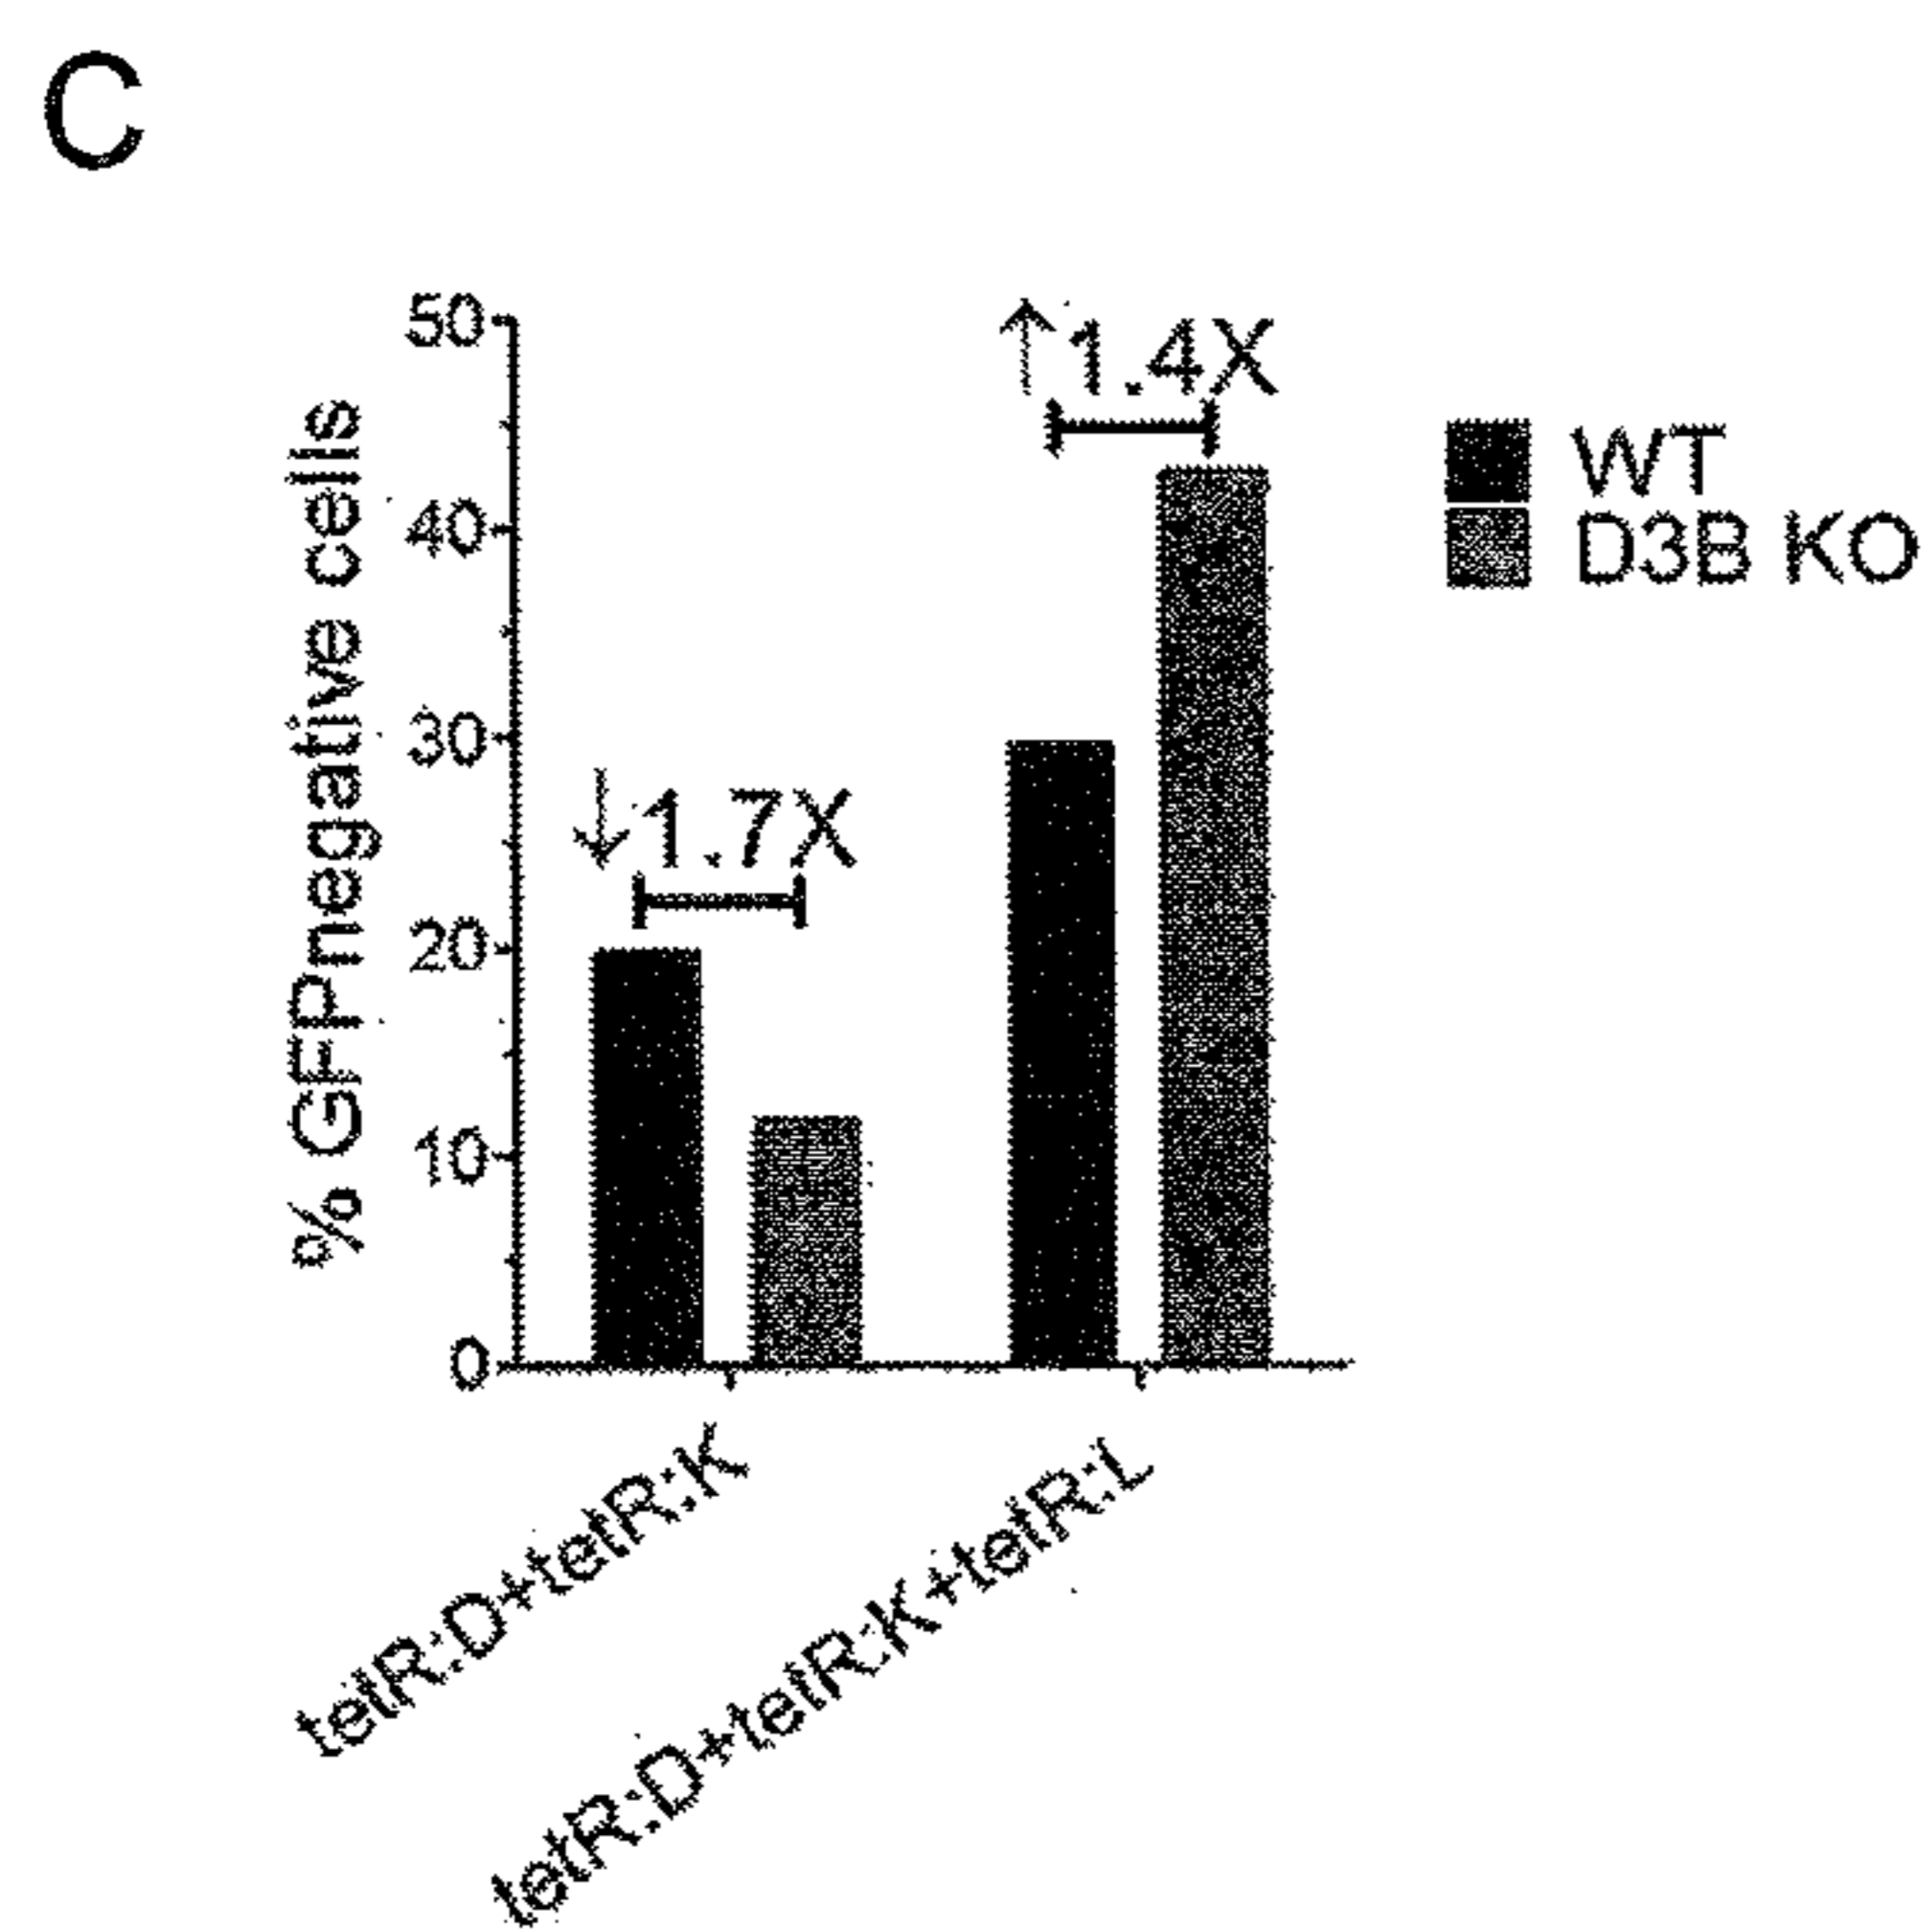 C
50
40
30
20
10
0
% GFPnegative cells
↑1.4X
↓1.7X
WT
D3B KO
tetR:D+tetR:K
tetR:D+tetR:K+tetR:L